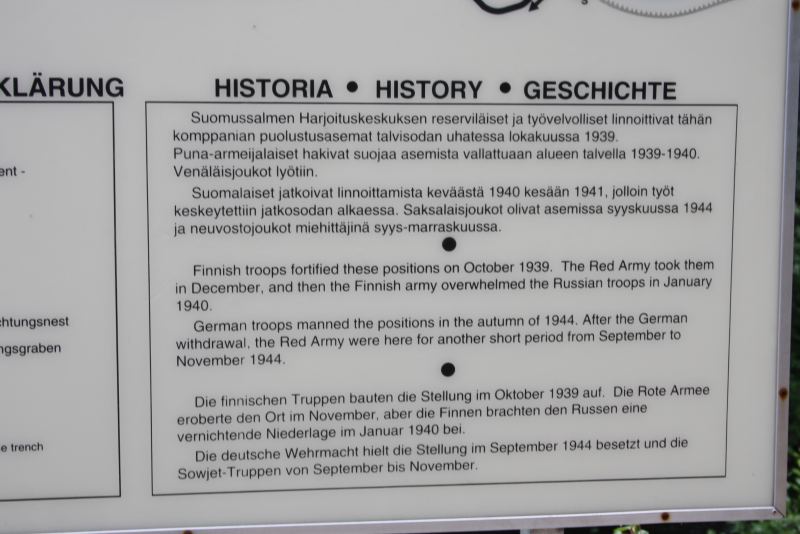 KLÄRUNG
ent -
chtungsnest
ngsgraben
e trench
HISTORIA • HISTORY • GESCHICHTE
Suomussalmen Harjoituskeskuksen reserviläiset ja työvelvolliset linnoittivat tähän
komppanian puolustusasemat talvisodan uhatessa lokakuussa 1939.
Puna-armeijalaiset hakivat suojaa asemista vallattuaan alueen talvella 1939-1940.
Venäläisjoukot lyötiin.
Suomalaiset jatkoivat linnoittamista keväästä 1940 kesään 1941, jolloin työt
keskeytettiin jatkosodan alkaessa. Saksalaisjoukot olivat asemissa syyskuussa 1944
ja neuvostojoukot miehittäjinä syys-marraskuussa.
●
Finnish troops fortified these positions on October 1939. The Red Army took them
in December, and then the Finnish army overwhelmed the Russian troops in January
1940.
German troops manned the positions in the autumn of 1944. After the German
withdrawal, the Red Army were here for another short period from September to
November 1944.
●
Die finnischen Truppen bauten die Stellung im Oktober 1939 auf. Die Rote Armee
eroberte den Ort im November, aber die Finnen brachten den Russen eine
vernichtende Niederlage im Januar 1940 bei.
Die deutsche Wehrmacht hielt die Stellung im September 1944 besetzt und die
Sowjet-Truppen von September bis November.